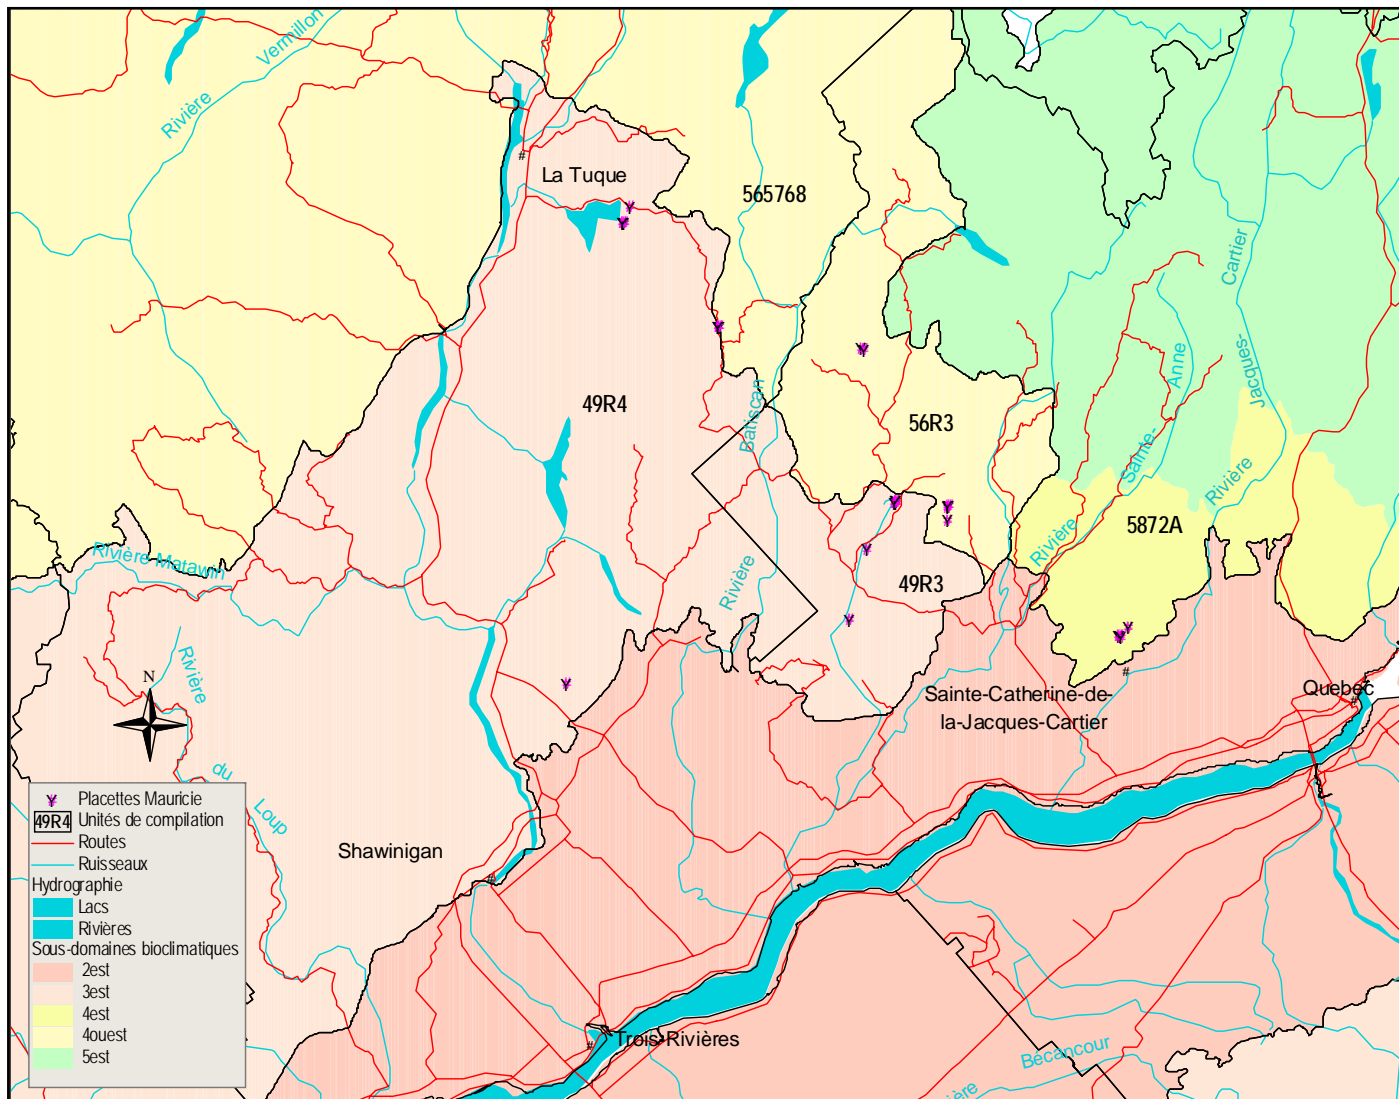 Vermillon
Rivière
La Tuque
565768
Cartier
Jacques-
Anne
Sainte-
Rivière
Rivière
49R4
Batiscan
Rivière
56R3
5872A
49R3
Rivière Matawin
Rivière
du
Loup
N
Sainte-Catherine-de-
la-Jacques-Cartier
Quebec
Shawinigan
Trois-Rivières
Bécancour
ière
Placettes Mauricie
49R4 Unités de compilation
Routes
Ruisseaux
Hydrographie
Lacs
Rivières
Sous-domaines bioclimatiques
2est
3est
4est
4ouest
5est